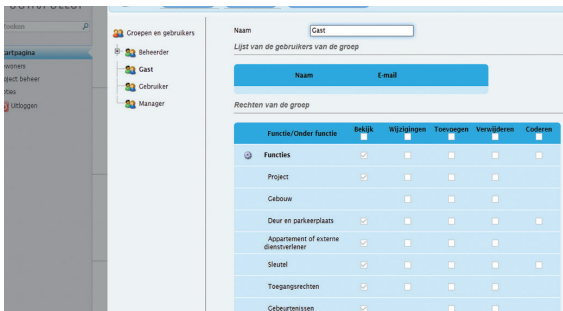 Zoeken
artpagina
woners
oject beheer
Uitloggen
Groepen en gebruikers
Beheerder
Gast
Gebruiker
Manager
Naam Gast
Lijst van de gebruikers van de groep
Naam E-mail
Rechten van de groep
Functie/Onder functie Bekijk Wijzigingen Toevoegen Verwijderen Coderen
Functies
Project
Gebouw
Deur en parkeerplaats
Appartement of externe
dienstverlener
Sleutel
Toegangsrechten
Gebeurtenissen